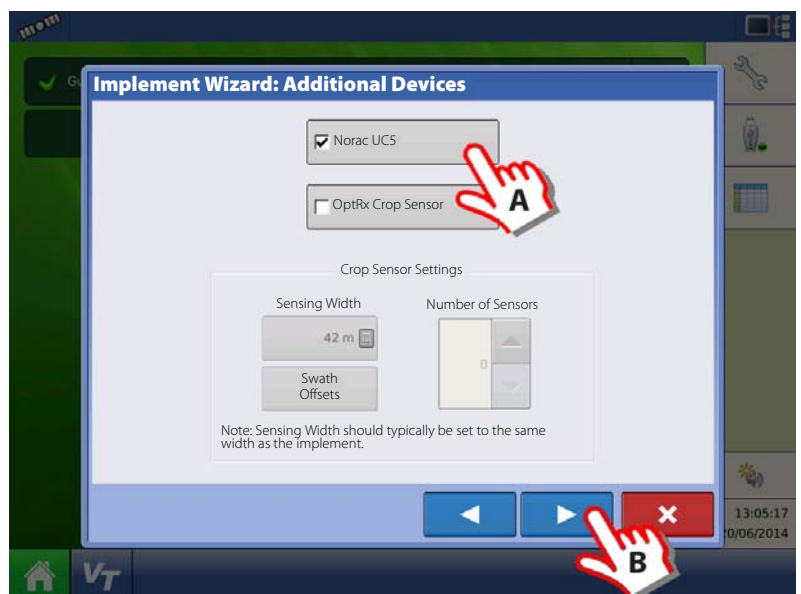 Gu
Implement Wizard: Additional Devices
Norac UC5
A
OptRx Crop Sensor
Crop Sensor Settings
Sensing Width
Number of Sensors
42 m
0
Swath
Offsets
Note: Sensing Width should typically be set to the same
width as the implement.
13:05:17
0/06/2014
B
VT